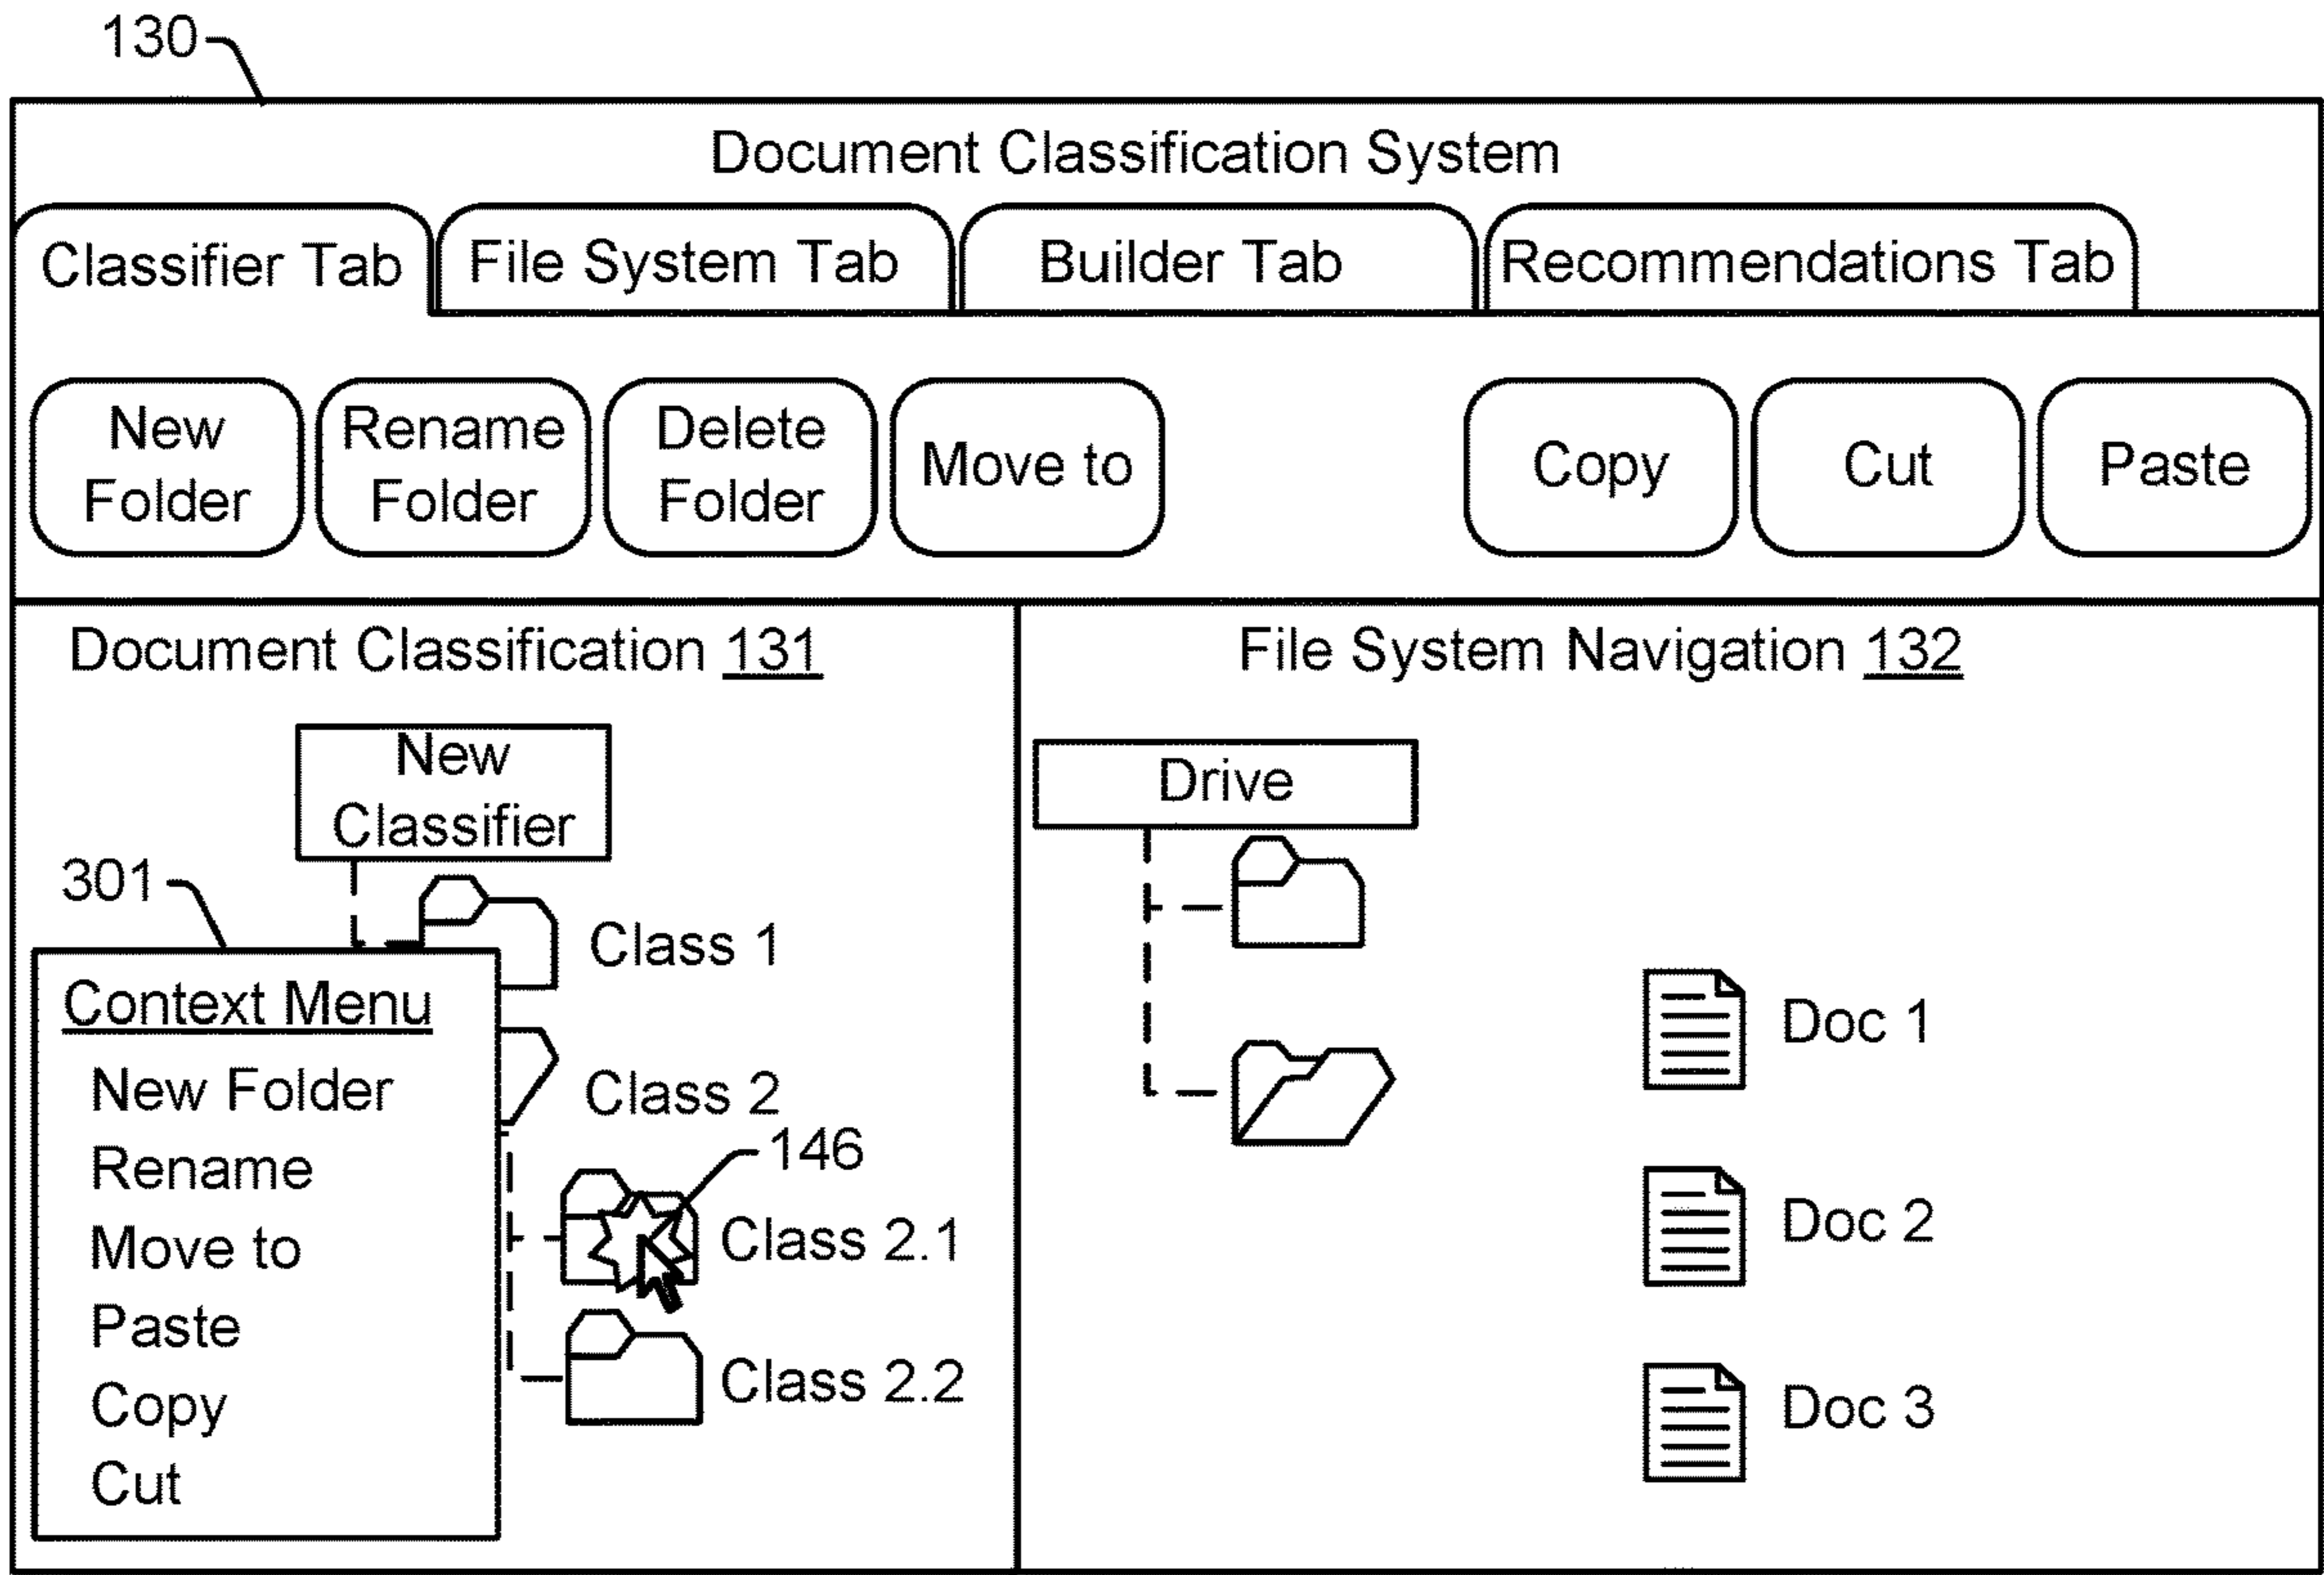 130
Document Classification System
Classifier Tab
File System Tab
Builder Tab
Recommendations Tab
New
Folder
Rename
Folder
Delete
Folder
Move to
Copy
Cut
Paste
Document Classification 131
New
Classifier
301
Class 1
Context Menu
New Folder
Rename
Move to
Paste
Copy
Cut
Class 2
146
Class 2.1
Class 2.2
File System Navigation 132
Drive
Doc 1
Doc 2
Doc 3